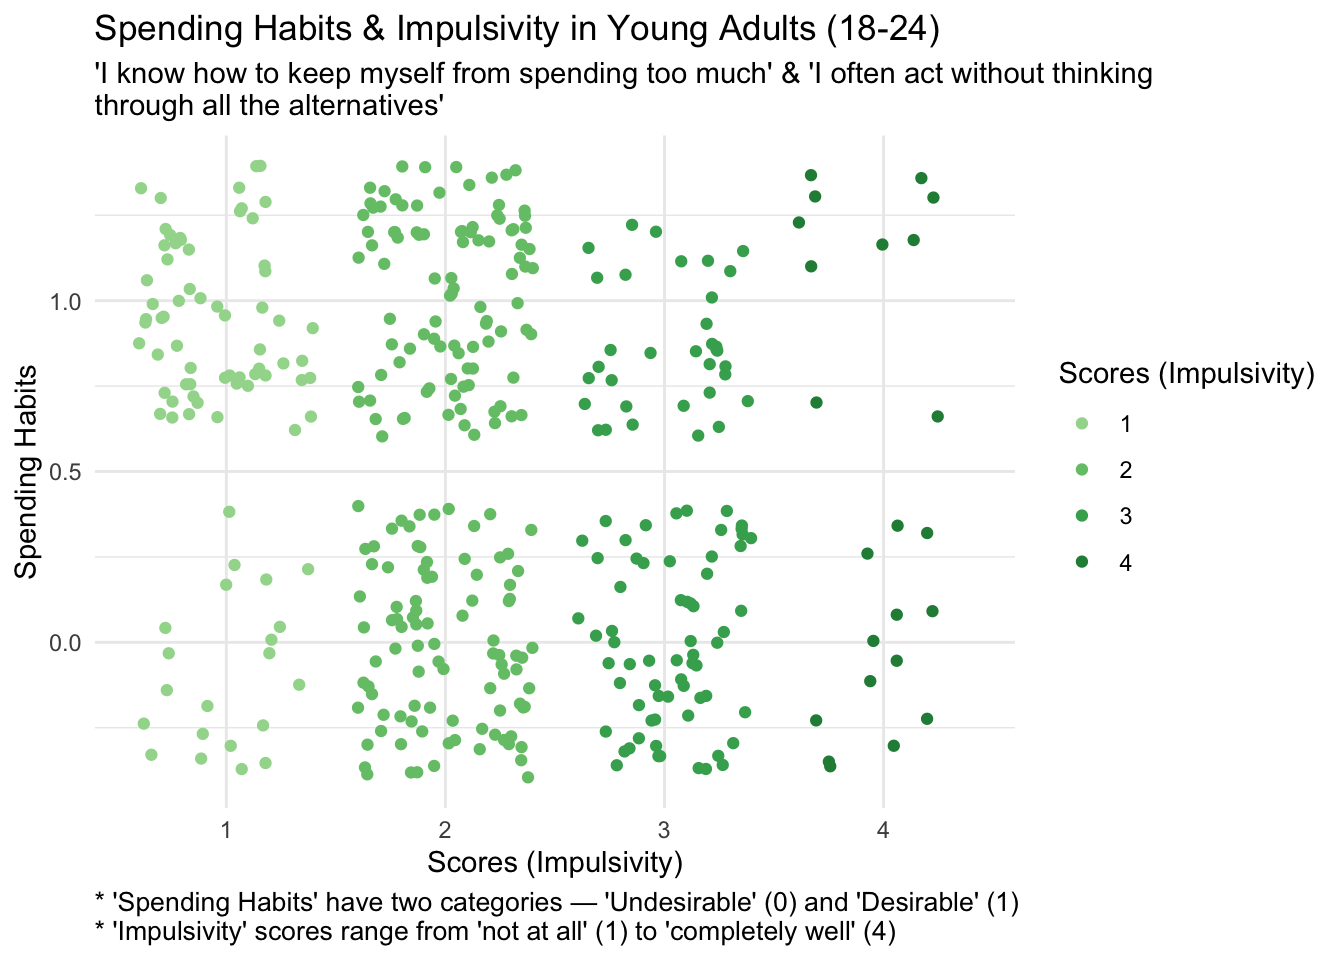 Spending Habits & Impulsivity in Young Adults (18-24)
'I know how to keep myself from spending too much' & 'I often act without thinking
through all the alternatives'
Spending Habits
1.0
0.5
0.0
1
2
3
4
Scores (Impulsivity)
Scores (Impulsivity)
1
2
3
4
* 'Spending Habits' have two categories — 'Undesirable' (0) and 'Desirable' (1)
* 'Impulsivity' scores range from 'not at all' (1) to 'completely well' (4)